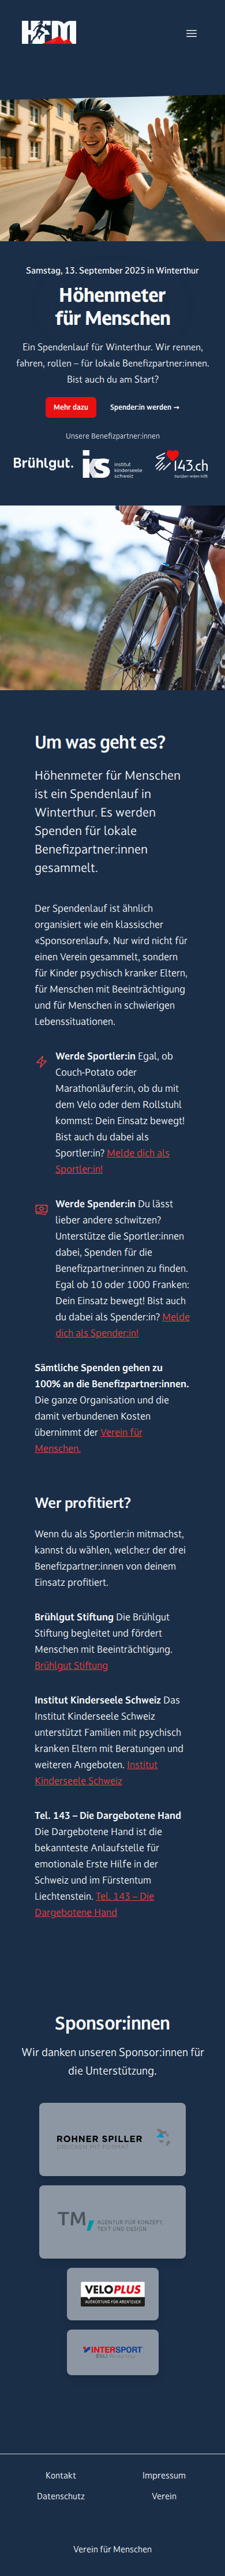 HFM
Samstag, 13. September 2025 in Winterthur
Höhenmeter
für Menschen
Ein Spendenlauf für Winterthur. Wir rennen,
fahren, rollen – für lokale Benefizpartner:innen.
Bist auch du am Start?
Mehr dazu
Spender:in werden →
Unsere Benefizpartner:innen
Brühlgut.
iks institut
kinderseele
schweiz
143.ch
Darüber reden hilft
Um was geht es?
Höhenmeter für Menschen
ist ein Spendenlauf in
Winterthur. Es werden
Spenden für lokale
Benefizpartner:innen
gesammelt.
Der Spendenlauf ist ähnlich
organisiert wie ein klassischer
«Sponsorenlauf». Nur wird nicht für
einen Verein gesammelt, sondern
für Kinder psychisch kranker Eltern,
für Menschen mit Beeinträchtigung
und für Menschen in schwierigen
Lebenssituationen.
Werde Sportler:in Egal, ob
Couch-Potato oder
Marathonläufer:in, ob du mit
dem Velo oder dem Rollstuhl
kommst: Dein Einsatz bewegt!
Bist auch du dabei als
Sportler:in? Melde dich als
Sportler:in!
Werde Spender:in Du lässt
lieber andere schwitzen?
Unterstütze die Sportler:innen
dabei, Spenden für die
Benefizpartner:innen zu finden.
Egal ob 10 oder 1000 Franken:
Dein Einsatz bewegt! Bist auch
du dabei als Spender:in? Melde
dich als Spender:in!
Sämtliche Spenden gehen zu
100% an die Benefizpartner:innen.
Die ganze Organisation und die
damit verbundenen Kosten
übernimmt der Verein für
Menschen.
Wer profitiert?
Wenn du als Sportler:in mitmachst,
kannst du wählen, welche:r der drei
Benefizpartner:innen von deinem
Einsatz profitiert.
Brühlgut Stiftung Die Brühlgut
Stiftung begleitet und fördert
Menschen mit Beeinträchtigung.
Brühlgut Stiftung
Institut Kinderseele Schweiz Das
Institut Kinderseele Schweiz
unterstützt Familien mit psychisch
kranken Eltern mit Beratungen und
weiteren Angeboten. Institut
Kinderseele Schweiz
Tel. 143 – Die Dargebotene Hand
Die Dargebotene Hand ist die
bekannteste Anlaufstelle für
emotionale Erste Hilfe in der
Schweiz und im Fürstentum
Liechtenstein. Tel. 143 – Die
Dargebotene Hand
Sponsor:innen
Wir danken unseren Sponsor:innen für
die Unterstützung.
ROHNER SPILLER
DRUCKEN MIT FORMAT
TM/ AGENTUR FÜR KONZEPT,
TEXT UND DESIGN
VELOPLUS
AUSRÜSTUNG FÜR ABENTEUER
INTERSPORT
Kontakt
Impressum
Datenschutz
Verein
Verein für Menschen